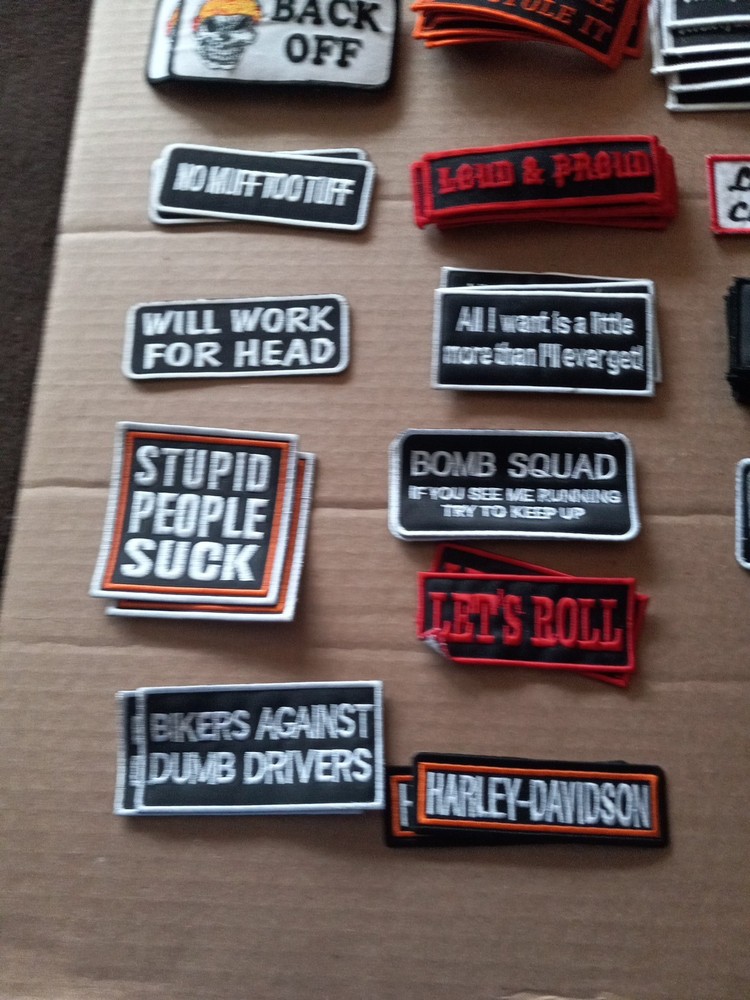 BACK
OFF
STOLE IT
NO MUFF TOO TUFF
LOUD & PROUD
WILL WORK
FOR HEAD
All I want is a little
more than I'll ever get!
STUPID
PEOPLE
SUCK
BOMB SQUAD
IF YOU SEE ME RUNNING
TRY TO KEEP UP
LET'S ROLL
BIKERS AGAINST
DUMB DRIVERS
HARLEY-DAVIDSON